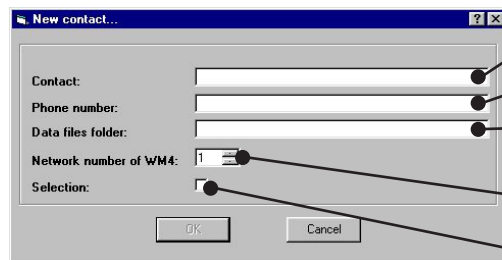 New contact...
Contact:
Phone number:
Data files folder:
Network number of WM4: 1
Selection:
OK Cancel